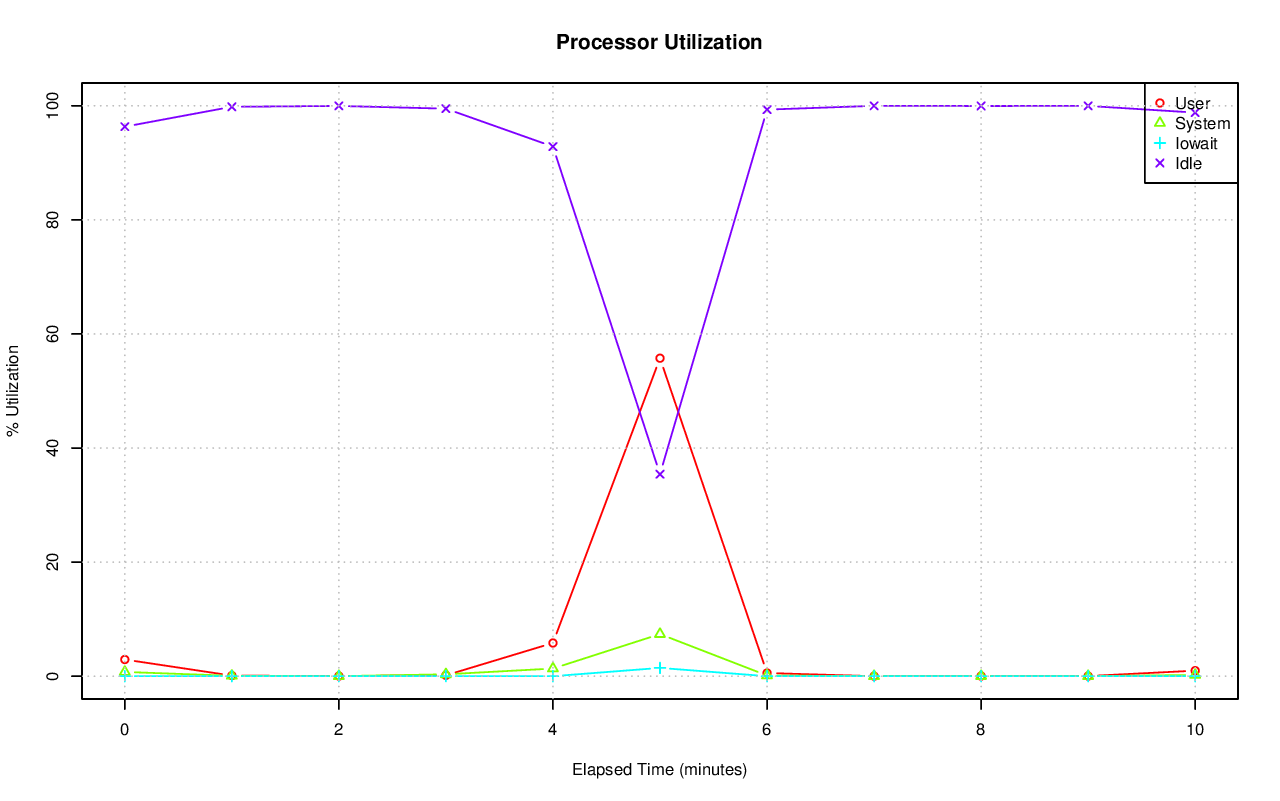 Processor Utilization
% Utilization
100
80
60
40
20
0
User
System
Iowait
Idle
0 2 4 6 8 10
Elapsed Time (minutes)